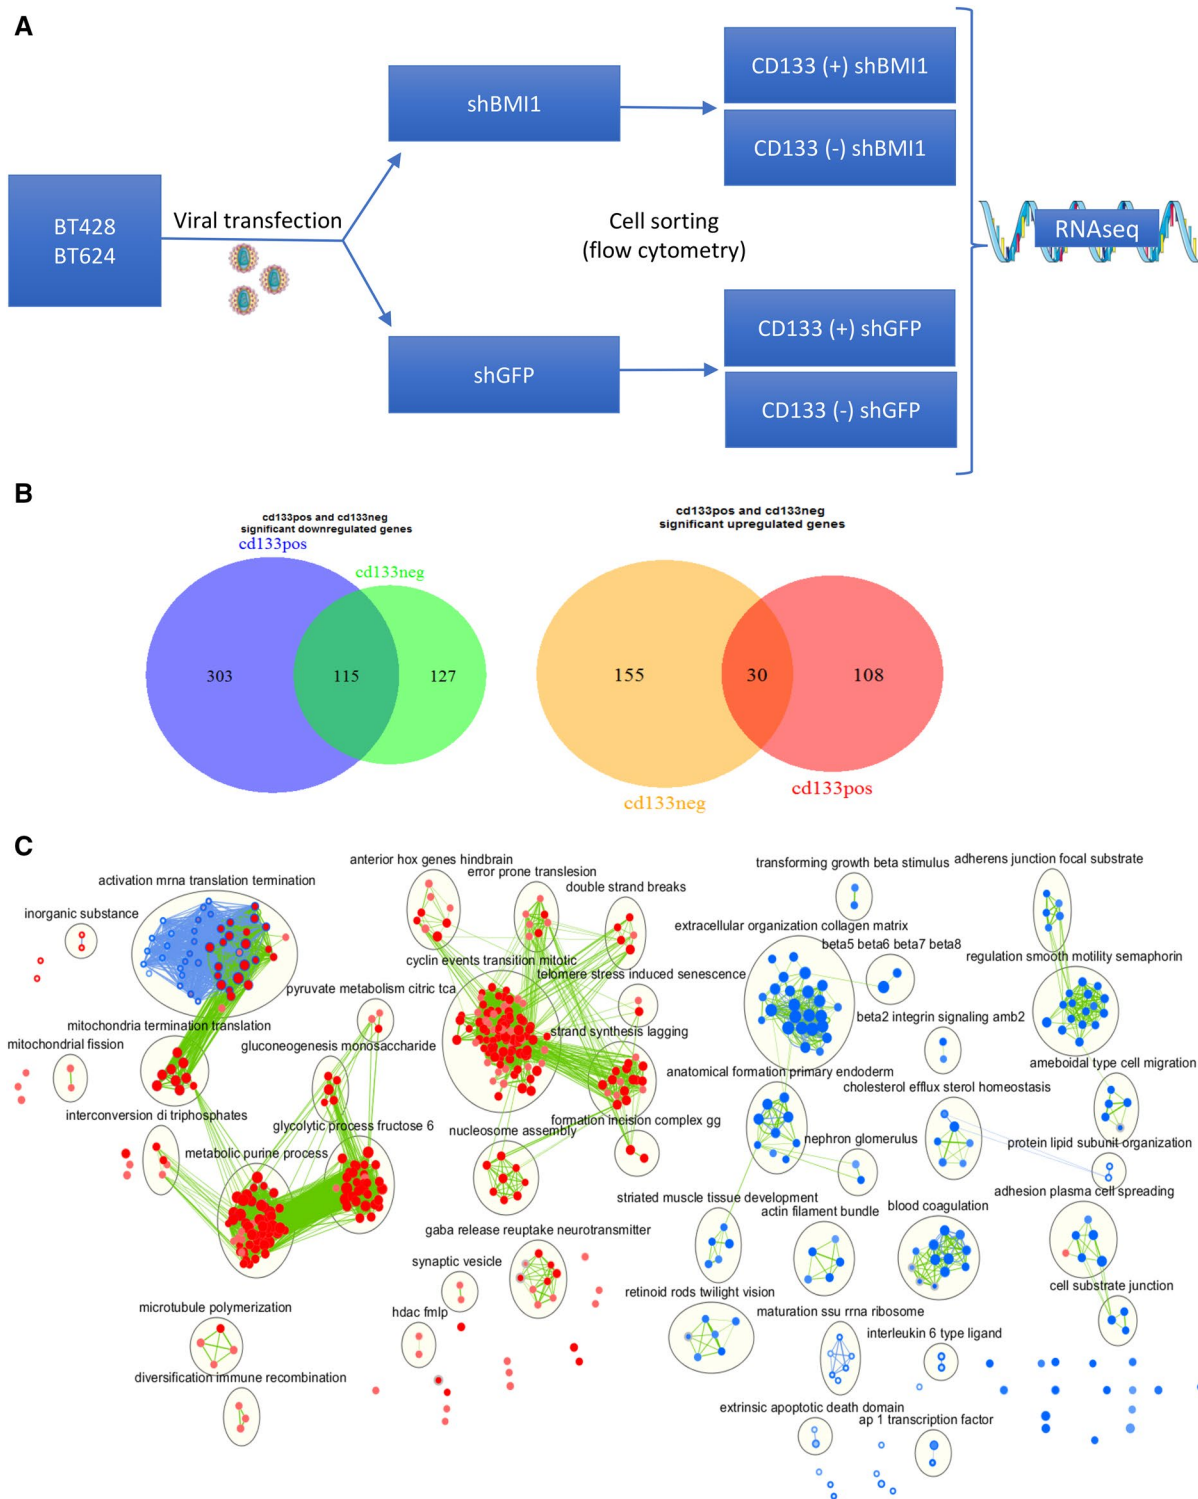 A
BT428
BT624
Viral transfection
shBMI1
shGFP
Cell sorting
(flow cytometry)
CD133 (+) shBMI1
CD133 (-) shBMI1
CD133 (+) shGFP
CD133 (-) shGFP
RNAseq
B
cd133pos and cd133neg
significant downregulated genes
cd133pos
cd133neg
303
115
127
cd133pos and cd133neg
significant upregulated genes
155
30
108
cd133neg
cd133pos
C
anterior hox genes hindbrain
error prone translesion
double strand breaks
transforming growth beta stimulus
adherens junction focal substrate
activation mrna translation termination
inorganic substance
extracellular organization collagen matrix
beta5 beta6 beta7 beta8
regulation smooth motility semaphorin
cyclin events transition mitotic
telomere stress induced senescence
pyruvate metabolism citric tca
mitochondria termination translation
strand synthesis lagging
beta2 integrin signaling amb2
mitochondrial fission
gluconeogenesis monosaccharide
anatomical formation primary endoderm
ameboidal type cell migration
cholesterol efflux sterol homeostasis
interconversion di triphosphates
glycolytic process fructose 6
formation incision complex gg
nucleosome assembly
nephron glomerulus
protein lipid subunit organization
metabolic purine process
striated muscle tissue development
actin filament bundle
blood coagulation
adhesion plasma cell spreading
gaba release reuptake neurotransmitter
synaptic vesicle
cell substrate junction
retinoid rods twilight vision
microtubule polymerization
hdac fmlp
maturation ssu rrna ribosome
interleukin 6 type ligand
diversification immune recombination
extrinsic apoptotic death domain
ap 1 transcription factor